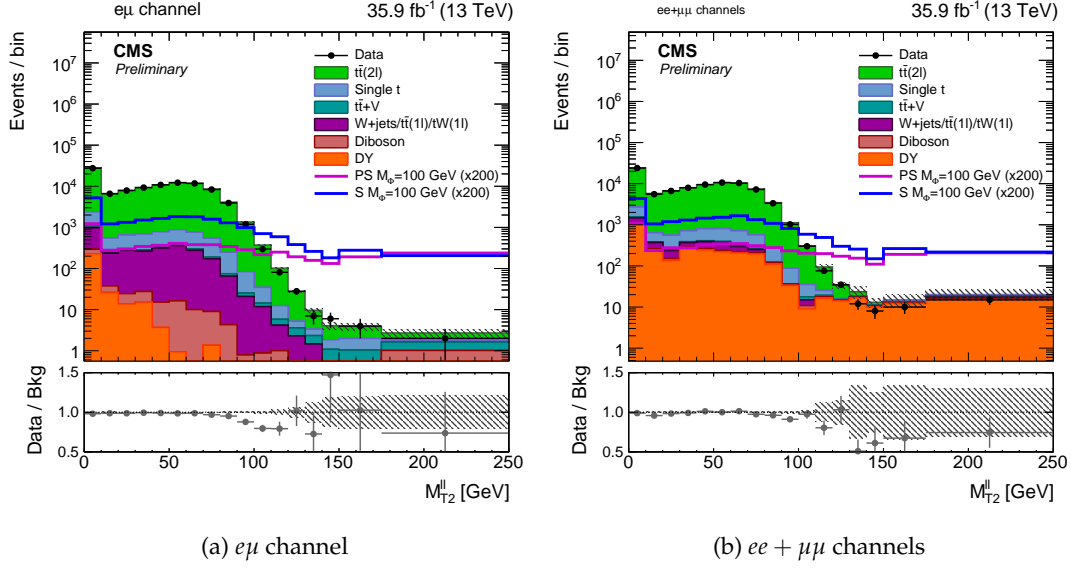 eμ channel 35.9 fb⁻¹ (13 TeV)
CMS
Preliminary
Data
tt̄(2l)
Single t
tt̄+V
W+jets/tt̄(1l)/tW(1l)
Diboson
DY
PS M_Φ=100 GeV (x200)
S M_Φ=100 GeV (x200)
Events / bin
10⁷
10⁶
10⁵
10⁴
10³
10²
10
1
Data / Bkg
1.5
1.0
0.5
0 50 100 150 200 250
M_T2^ll [GeV]
(a) eμ channel
ee+μμ channels 35.9 fb⁻¹ (13 TeV)
CMS
Preliminary
Data
tt̄(2l)
Single t
tt̄+V
W+jets/tt̄(1l)/tW(1l)
Diboson
DY
PS M_Φ=100 GeV (x200)
S M_Φ=100 GeV (x200)
Events / bin
10⁷
10⁶
10⁵
10⁴
10³
10²
10
1
Data / Bkg
1.5
1.0
0.5
0 50 100 150 200 250
M_T2^ll [GeV]
(b) ee + μμ channels